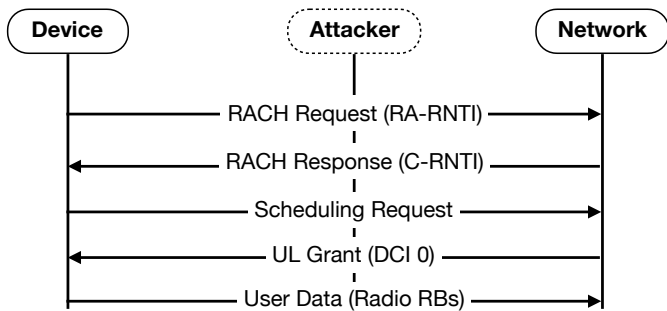 Device Attacker Network
RACH Request (RA-RNTI)
RACH Response (C-RNTI)
Scheduling Request
UL Grant (DCI 0)
User Data (Radio RBs)